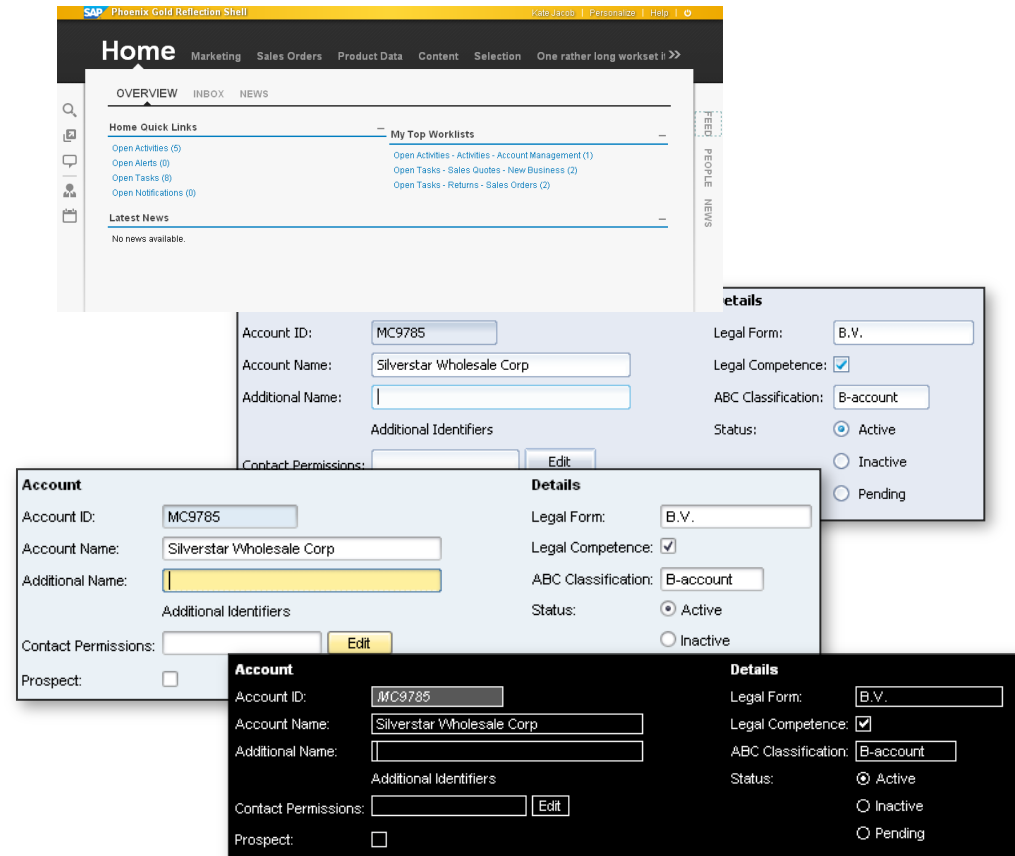 SAP Phoenix Gold Reflection Shell Kate Jacob | Personalize | Help |
Home Marketing Sales Orders Product Data Content Selection One rather long workset it >>
OVERVIEW INBOX NEWS
Home Quick Links
Open Activities (5)
Open Alerts (0)
Open Tasks (8)
Open Notifications (0)
My Top Worklists
Open Activities - Activities - Account Management (1)
Open Tasks - Sales Quotes - New Business (2)
Open Tasks - Returns - Sales Orders (2)
Latest News
No news available.
FEED
PEOPLE
NEWS
Details
Account ID: MC9785 Legal Form: B.V.
Account Name: Silverstar Wholesale Corp Legal Competence:
Additional Name: ABC Classification: B-account
Additional Identifiers Status: Active
Contact Permissions: Edit Inactive
Pending
Account Details
Account ID: MC9785 Legal Form: B.V.
Account Name: Silverstar Wholesale Corp Legal Competence:
Additional Name: ABC Classification: B-account
Additional Identifiers Status: Active
Contact Permissions: Edit Inactive
Prospect:
Account Details
Account ID: MC9785 Legal Form: B.V.
Account Name: Silverstar Wholesale Corp Legal Competence:
Additional Name: ABC Classification: B-account
Additional Identifiers Status: Active
Contact Permissions: Edit Inactive
Prospect: Pending